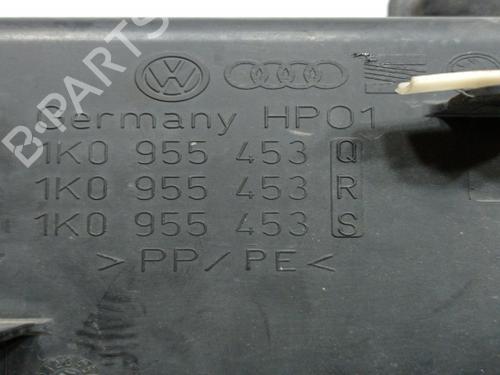 B-PARTS
Germany HP01
1K0 955 453 Q
1K0 955 453 R
1K0 955 453 S
>PP/PE<